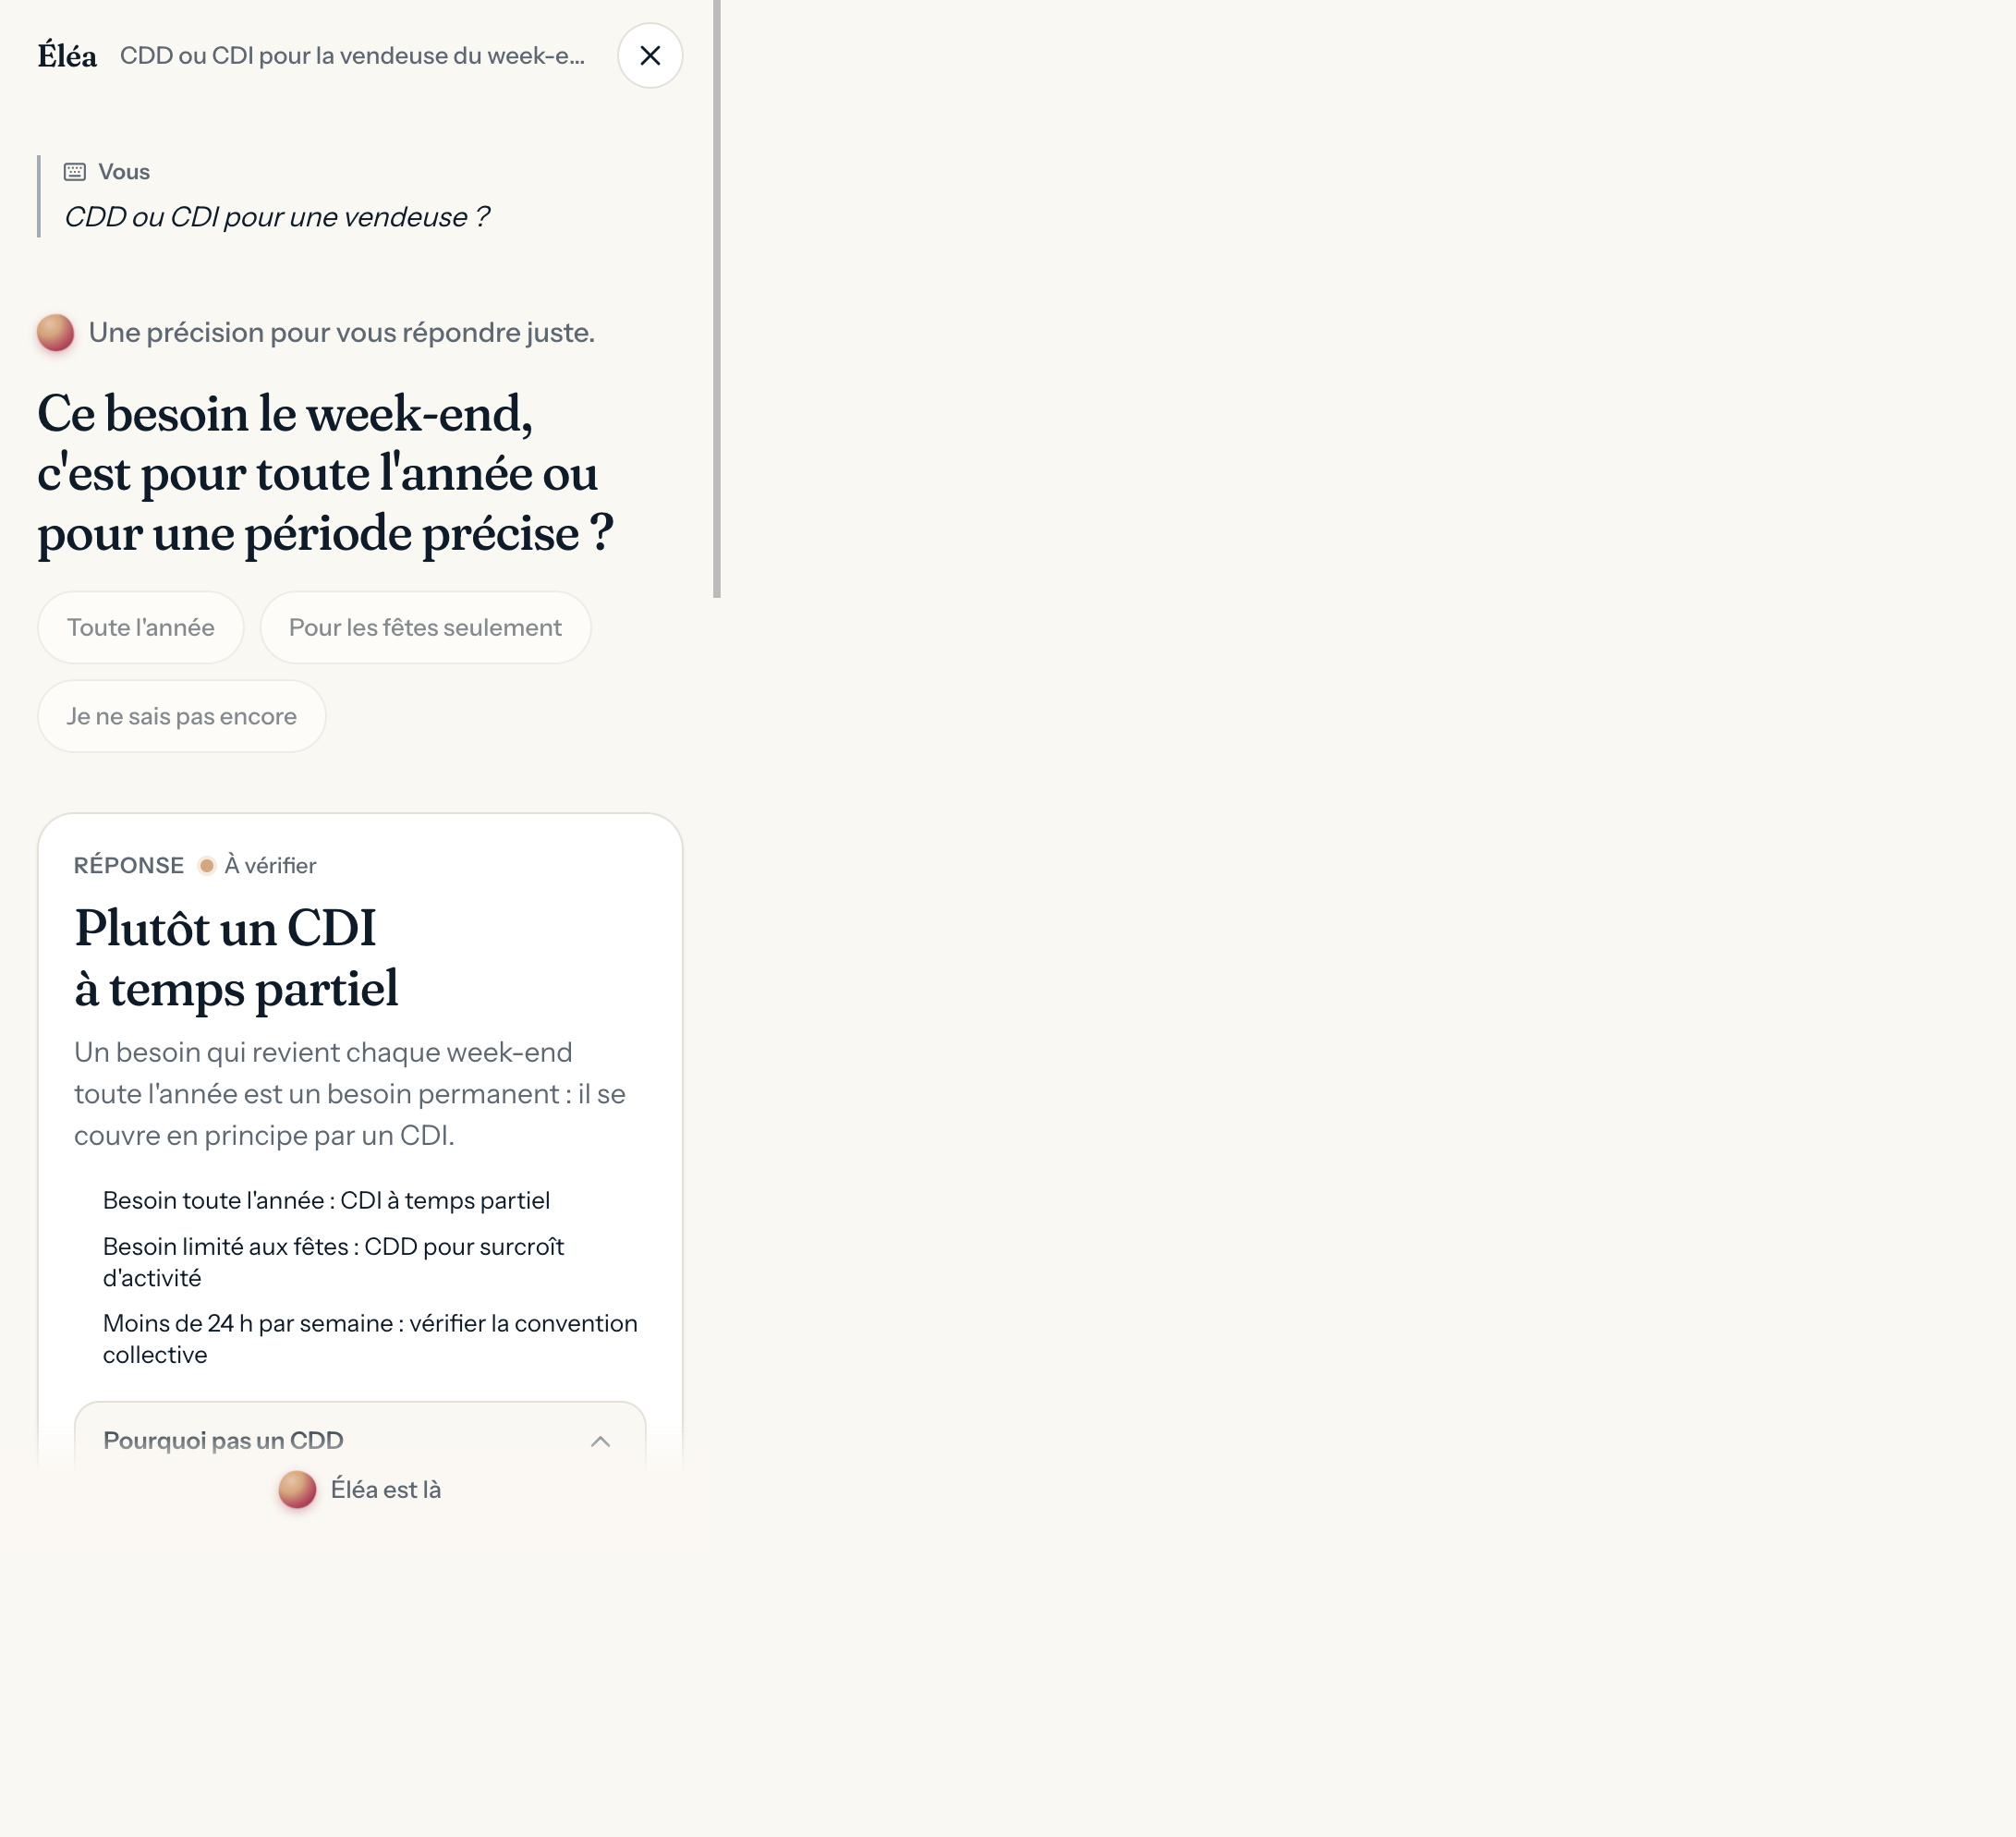 Éléa CDD ou CDI pour la vendeuse du week-e...
Vous
CDD ou CDI pour une vendeuse ?
Une précision pour vous répondre juste.
Ce besoin le week-end,
c'est pour toute l'année ou
pour une période précise ?
Toute l'année
Pour les fêtes seulement
Je ne sais pas encore
RÉPONSE À vérifier
Plutôt un CDI
à temps partiel
Un besoin qui revient chaque week-end
toute l'année est un besoin permanent : il se
couvre en principe par un CDI.
Besoin toute l'année : CDI à temps partiel
Besoin limité aux fêtes : CDD pour surcroît
d'activité
Moins de 24 h par semaine : vérifier la convention
collective
Pourquoi pas un CDD
Éléa est là